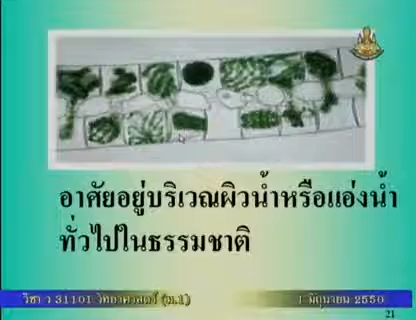 อาศัยอยู่บริเวณผิวน้ำหรือแอ่งน้ำ
ทั่วไปในธรรมชาติ
วิชา ว 31101 วิทยาศาสตร์ (ม.1)
1 มิถุนายน 2550
21